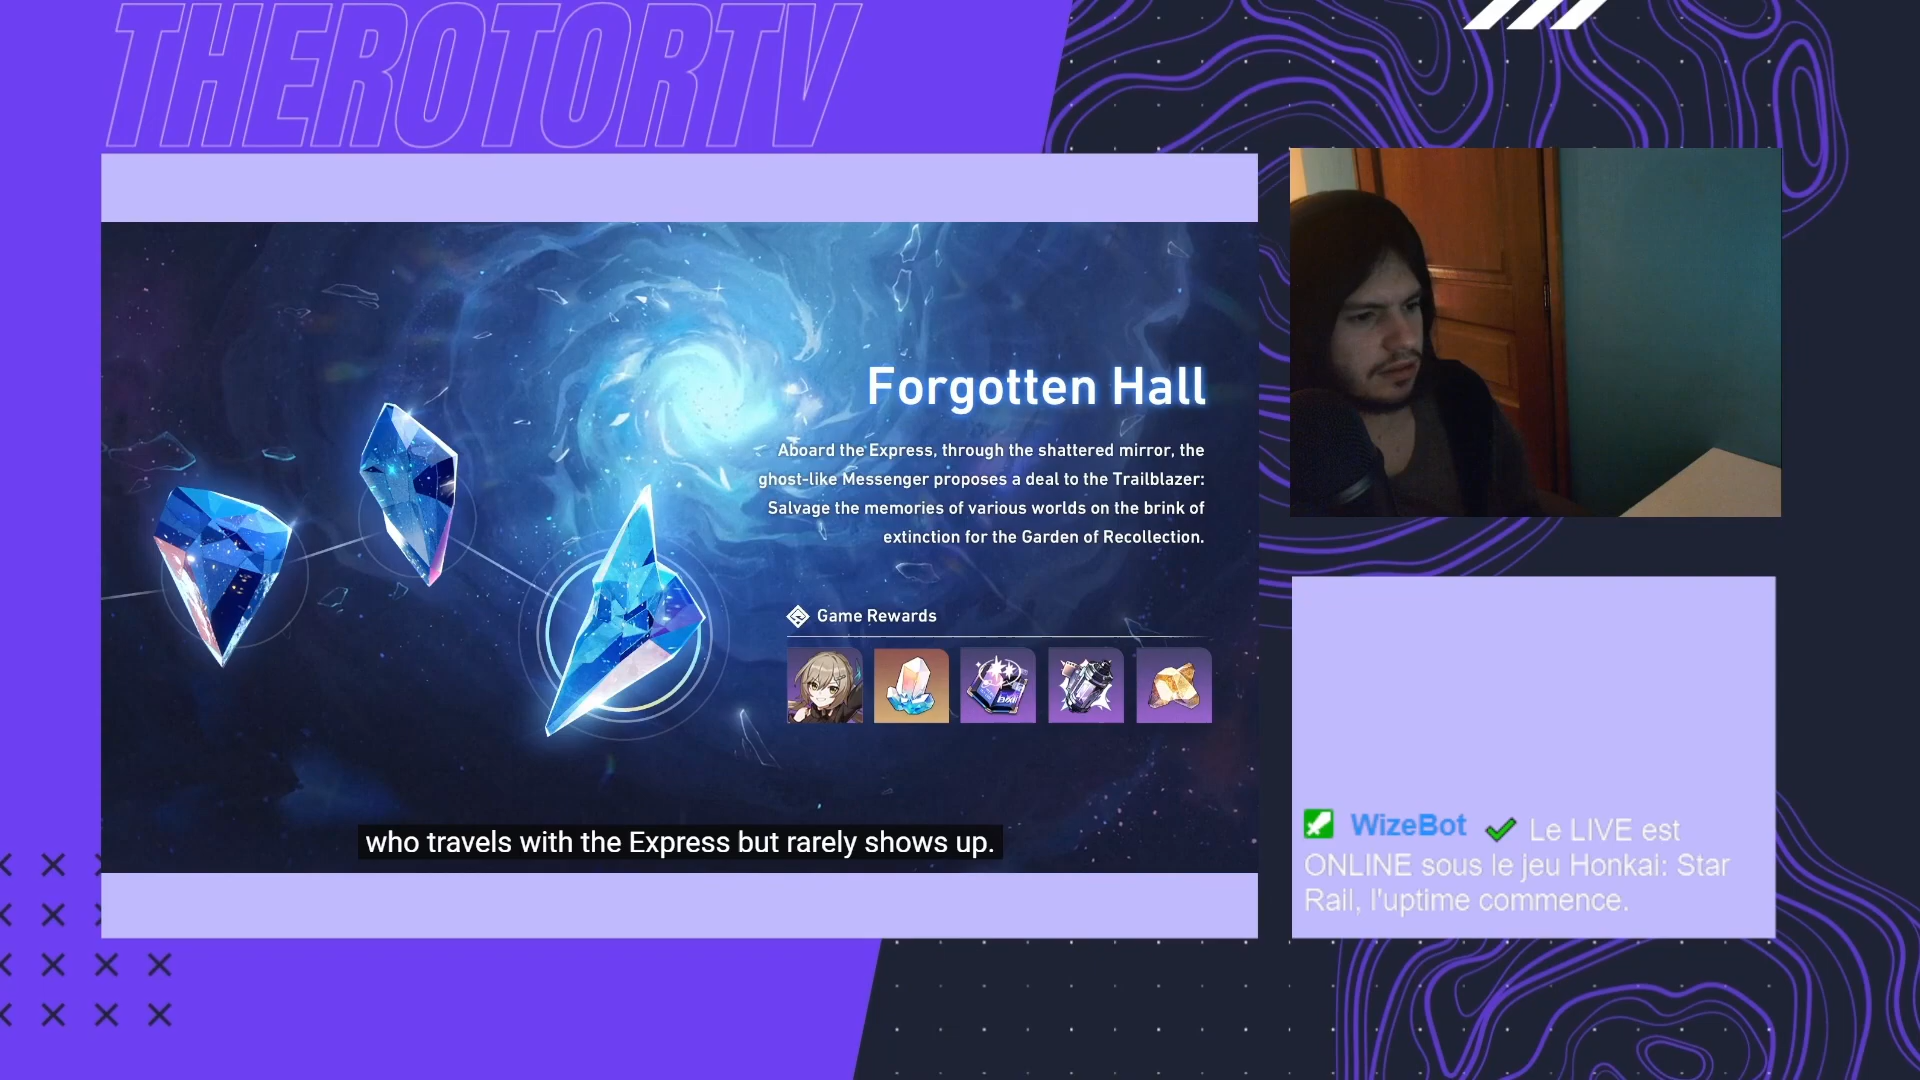 THEROTORTV
Forgotten Hall
Aboard the Express, through the shattered mirror, the
ghost-like Messenger proposes a deal to the Trailblazer:
Salvage the memories of various worlds on the brink of
extinction for the Garden of Recollection.
Game Rewards
who travels with the Express but rarely shows up.
WizeBot Le LIVE est
ONLINE sous le jeu Honkai: Star
Rail, l'uptime commence.